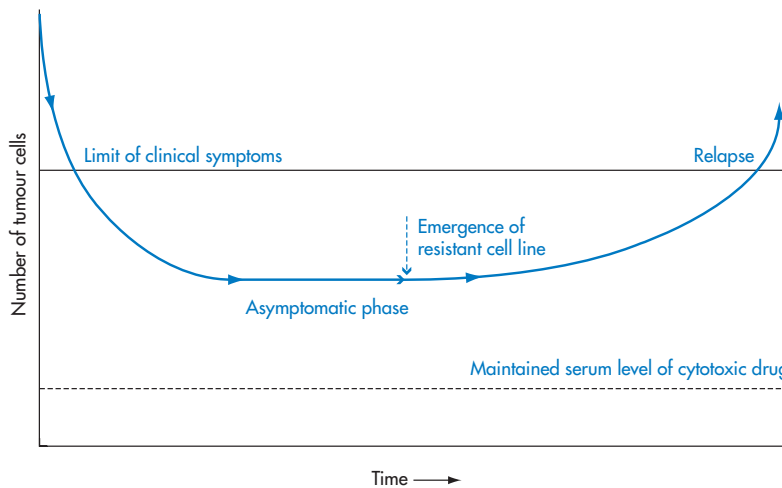 Limit of clinical symptoms
Relapse
Emergence of
resistant cell line
Asymptomatic phase
Maintained serum level of cytotoxic drug
Number of tumour cells
Time